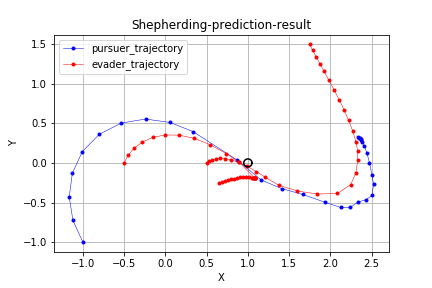 Shepherding-prediction-result
pursuer_trajectory
evader_trajectory
1.5
1.0
0.5
0.0
−0.5
−1.0
Y
−1.0 −0.5 0.0 0.5 1.0 1.5 2.0 2.5
X